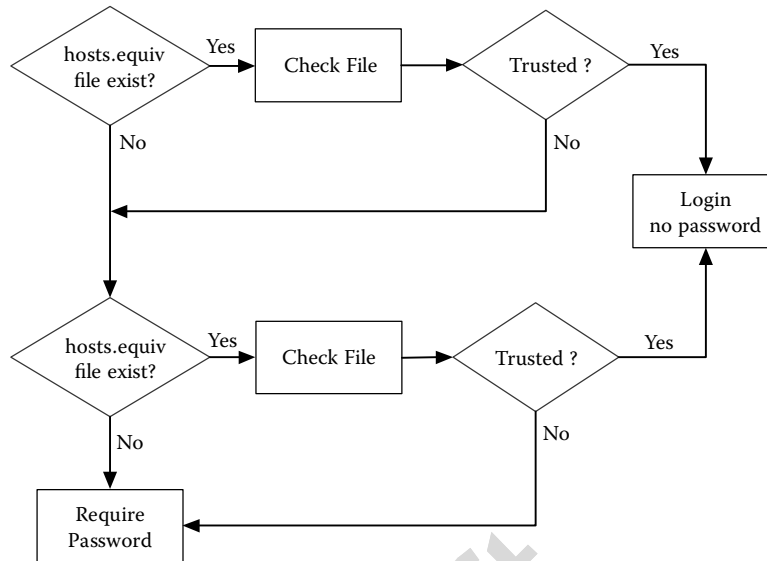 hosts.equiv
file exist?
Yes
Check File
Trusted ?
Yes
No
No
Login
no password
hosts.equiv
file exist?
Yes
Check File
Trusted ?
Yes
No
No
Require
Password